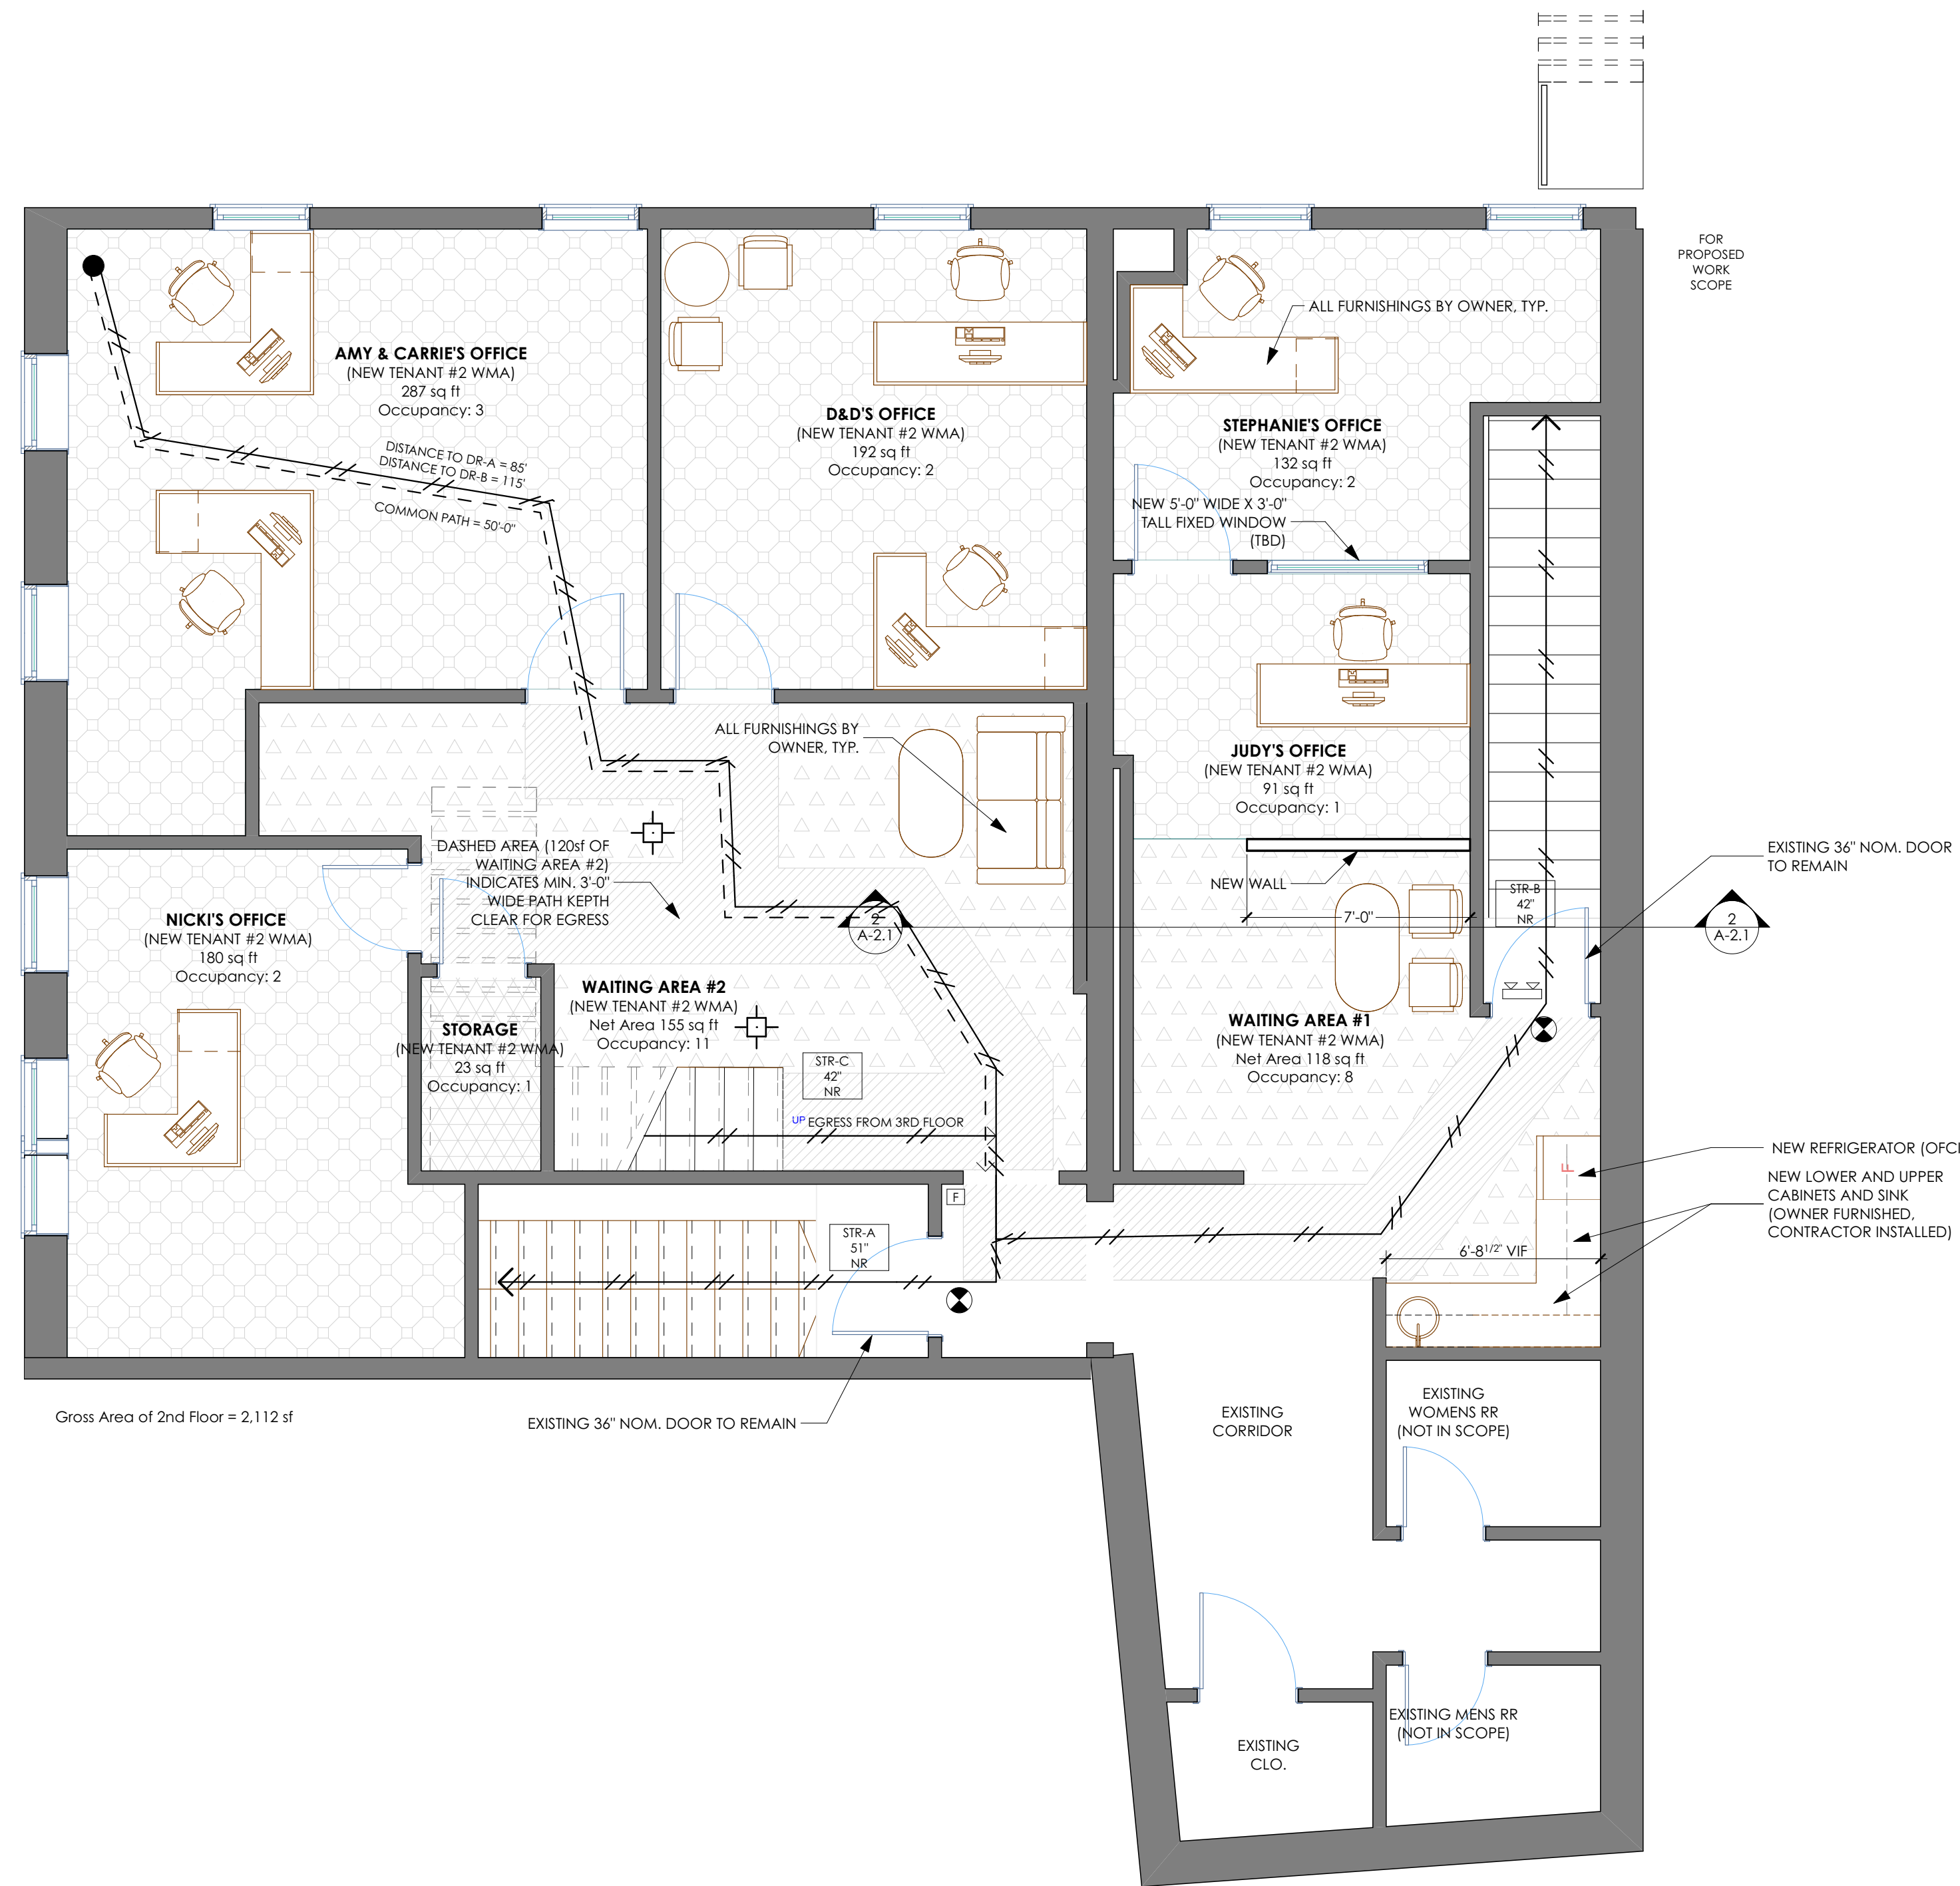 FOR
PROPOSED
WORK
SCOPE
ALL FURNISHINGS BY OWNER, TYP.
AMY & CARRIE'S OFFICE
(NEW TENANT #2 WMA)
287 sq ft
Occupancy: 3
D&D'S OFFICE
(NEW TENANT #2 WMA)
192 sq ft
Occupancy: 2
STEPHANIE'S OFFICE
(NEW TENANT #2 WMA)
132 sq ft
Occupancy: 2
DISTANCE TO DR-A = 85'
DISTANCE TO DR-B = 115'
COMMON PATH = 50'-0"
NEW 5'-0" WIDE X 3'-0"
TALL FIXED WINDOW
(TBD)
ALL FURNISHINGS BY
OWNER, TYP.
JUDY'S OFFICE
(NEW TENANT #2 WMA)
91 sq ft
Occupancy: 1
DASHED AREA (120sf OF
WAITING AREA #2)
INDICATES MIN. 3'-0"
WIDE PATH KEPTH
CLEAR FOR EGRESS
EXISTING 36" NOM. DOOR
TO REMAIN
NEW WALL
7'-0"
STR-B
42"
NR
2
A-2.1
2
A-2.1
NICKI'S OFFICE
(NEW TENANT #2 WMA)
180 sq ft
Occupancy: 2
WAITING AREA #2
(NEW TENANT #2 WMA)
Net Area 155 sq ft
Occupancy: 11
STORAGE
(NEW TENANT #2 WMA)
23 sq ft
Occupancy: 1
WAITING AREA #1
(NEW TENANT #2 WMA)
Net Area 118 sq ft
Occupancy: 8
STR-C
42"
NR
UP EGRESS FROM 3RD FLOOR
F
NEW REFRIGERATOR (OFCI
NEW LOWER AND UPPER
CABINETS AND SINK
(OWNER FURNISHED,
CONTRACTOR INSTALLED)
F
STR-A
51"
NR
6'-8 1/2" VIF
Gross Area of 2nd Floor = 2,112 sf
EXISTING 36" NOM. DOOR TO REMAIN
EXISTING
CORRIDOR
EXISTING
WOMENS RR
(NOT IN SCOPE)
EXISTING MENS RR
(NOT IN SCOPE)
EXISTING
CLO.